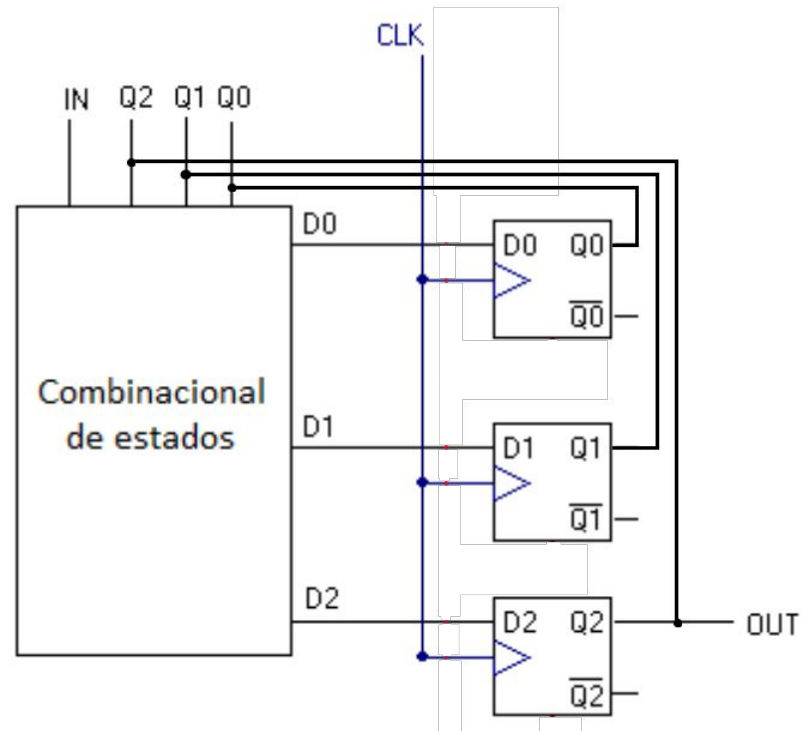 CLK
IN Q2 Q1 Q0
D0
D0 Q0
Q0
Combinacional
de estados
D1
D1 Q1
Q1
D2
D2 Q2
OUT
Q2